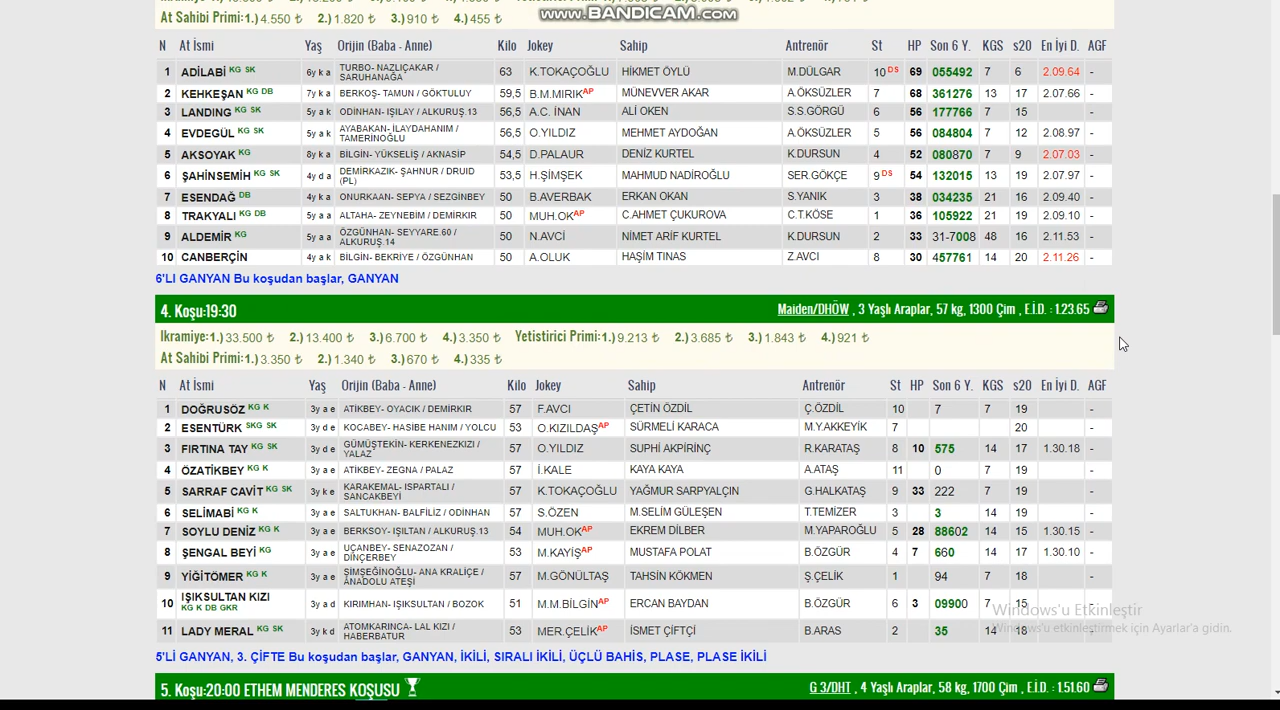 www.BANDICAM.com
At Sahibi Primi: 1.) 4.550 ₺ 2.) 1.820 ₺ 3.) 910 ₺ 4.) 455 ₺
N At İsmi Yaş Orijin (Baba - Anne) Kilo Jokey Sahip Antrenör St HP Son 6 Y. KGS s20 En İyi D. AGF
1 ADİLABİ KG SK 6y k a TURBO- NAZLIÇAKAR / SARUHANAĞA 63 K.TOKAÇOĞLU HİKMET ÖYLÜ M.DÜLGAR 10 DS 69 055492 7 6 2.09.64 -
2 KEHKEŞAN KG DB 7y k a BERKOŞ- TAMUN / GÖKTULUY 59,5 B.M.MIRIK AP MÜNEVVER AKAR A.ÖKSÜZLER 7 68 361276 13 17 2.07.66 -
3 LANDING KG SK 5y a k ODİNHAN- IŞILAY / ALKURUŞ.13 56,5 A.C. İNAN ALİ OKEN S.S.GÖRGÜ 6 56 177766 7 15 -
4 EVDEGÜL KG SK 5y a k AYABAKAN- İLAYDAHANIM / TAMERİNOĞLU 56,5 O.YILDIZ MEHMET AYDOĞAN A.ÖKSÜZLER 5 56 084804 7 12 2.08.97 -
5 AKSOYAK KG 8y k a BİLGİN- YÜKSELİŞ / AKNASİP 54,5 D.PALAUR DENİZ KURTEL K.DURSUN 4 52 080870 7 9 2.07.03 -
6 ŞAHİNSEMİH KG SK 4y d a DEMİRKAZIK- ŞAHNUR / DRUID (PL) 53,5 H.ŞİMŞEK MAHMUD NADİROĞLU SER.GÖKÇE 9 DS 54 132015 13 19 2.07.97 -
7 ESENDAĞ DB 4y k a ONURKAAN- SEPYA / SEZGİNBEY 50 B.AVERBAK ERKAN OKAN S.YANIK 3 38 034235 21 16 2.09.40 -
8 TRAKYALI KG DB 5y a a ALTAHA- ZEYNEBİM / DEMİRKIR 50 MUH.OK AP C.AHMET ÇUKUROVA C.T.KÖSE 1 36 105922 21 19 2.09.10 -
9 ALDEMİR KG 5y a a ÖZGÜNHAN- SEYYARE.60 / ALKURUŞ.14 50 N.AVCİ NİMET ARİF KURTEL K.DURSUN 2 33 31-7008 48 16 2.11.53 -
10 CANBERÇİN 4y a k BİLGİN- BEKRİYE / ÖZGÜNHAN 50 A.OLUK HAŞİM TINAS Z.AVCI 8 30 457761 14 20 2.11.26 -
6'LI GANYAN Bu koşudan başlar, GANYAN
4. Koşu:19:30 Maiden/DHÖW , 3 Yaşlı Araplar, 57 kg, 1300 Çim , E.İ.D. : 1.23.65
Ikramiye: 1.) 33.500 ₺ 2.) 13.400 ₺ 3.) 6.700 ₺ 4.) 3.350 ₺ Yetistirici Primi: 1.) 9.213 ₺ 2.) 3.685 ₺ 3.) 1.843 ₺ 4.) 921 ₺
At Sahibi Primi: 1.) 3.350 ₺ 2.) 1.340 ₺ 3.) 670 ₺ 4.) 335 ₺
N At İsmi Yaş Orijin (Baba - Anne) Kilo Jokey Sahip Antrenör St HP Son 6 Y. KGS s20 En İyi D. AGF
1 DOĞRUSÖZ KG K 3y a e ATİKBEY- OYACIK / DEMİRKIR 57 F.AVCI ÇETİN ÖZDİL Ç.ÖZDİL 10 7 7 19 -
2 ESENTÜRK SKG SK 3y d e KOCABEY- HASİBE HANIM / YOLCU 53 O.KIZILDAŞ AP SÜRMELİ KARACA M.Y.AKKEYİK 7 20 -
3 FIRTINA TAY KG SK 3y d e GÜMÜŞTEKİN- KERKENEZKIZI / YALAZ 57 O.YILDIZ SUPHİ AKPİRİNÇ R.KARATAŞ 8 10 575 14 17 1.30.18 -
4 ÖZATİKBEY KG K 3y a e ATİKBEY- ZEGNA / PALAZ 57 İ.KALE KAYA KAYA A.ATAŞ 11 0 7 19 -
5 SARRAF CAVİT KG SK 3y k e KARAKEMAL- ISPARTALI / SANCAKBEYİ 57 K.TOKAÇOĞLU YAĞMUR SARPYALÇIN G.HALKATAŞ 9 33 222 7 19 -
6 SELİMABİ KG K 3y a e SALTUKHAN- BALFİLİZ / ODİNHAN 57 S.ÖZEN M.SELİM GÜLEŞEN T.TEMİZER 3 3 14 19 -
7 SOYLU DENİZ KG K 3y a e BERKSOY- IŞILTAN / ALKURUŞ.13 54 MUH.OK AP EKREM DİLBER M.YAPAROĞLU 5 28 88602 14 15 1.30.15 -
8 ŞENGAL BEYİ KG 3y a e UÇANBEY- SENAZOZAN / DİNÇERBEY 53 M.KAYİŞ AP MUSTAFA POLAT B.ÖZGÜR 4 7 660 14 17 1.30.10 -
9 YİĞİTÖMER KG K 3y a e ŞİMŞEĞİNOĞLU- ANA KRALİÇE / ANADOLU ATEŞİ 57 M.GÖNÜLTAŞ TAHSİN KÖKMEN Ş.ÇELİK 1 94 7 18 -
10 IŞIKSULTAN KIZI KG K DB GKR 3y a d KIRIMHAN- IŞIKSULTAN / BOZOK 51 M.M.BİLGİN AP ERCAN BAYDAN B.ÖZGÜR 6 3 09900 7 15 -
11 LADY MERAL KG SK 3y k d ATOMKARINCA- LAL KIZI / HABERBATUR 53 MER.ÇELİK AP İSMET ÇİFTÇİ B.ARAS 2 35 14 18 -
Windows'u Etkinleştir
Windows'u etkinleştirmek için Ayarlar'a gidin.
5'Lİ GANYAN, 3. ÇİFTE Bu koşudan başlar, GANYAN, İKİLİ, SIRALI İKİLİ, ÜÇLÜ BAHİS, PLASE, PLASE İKİLİ
5. Koşu:20:00 ETHEM MENDERES KOŞUSU G 3/DHT , 4 Yaşlı Araplar, 58 kg, 1700 Çim , E.İ.D. : 1.51.60